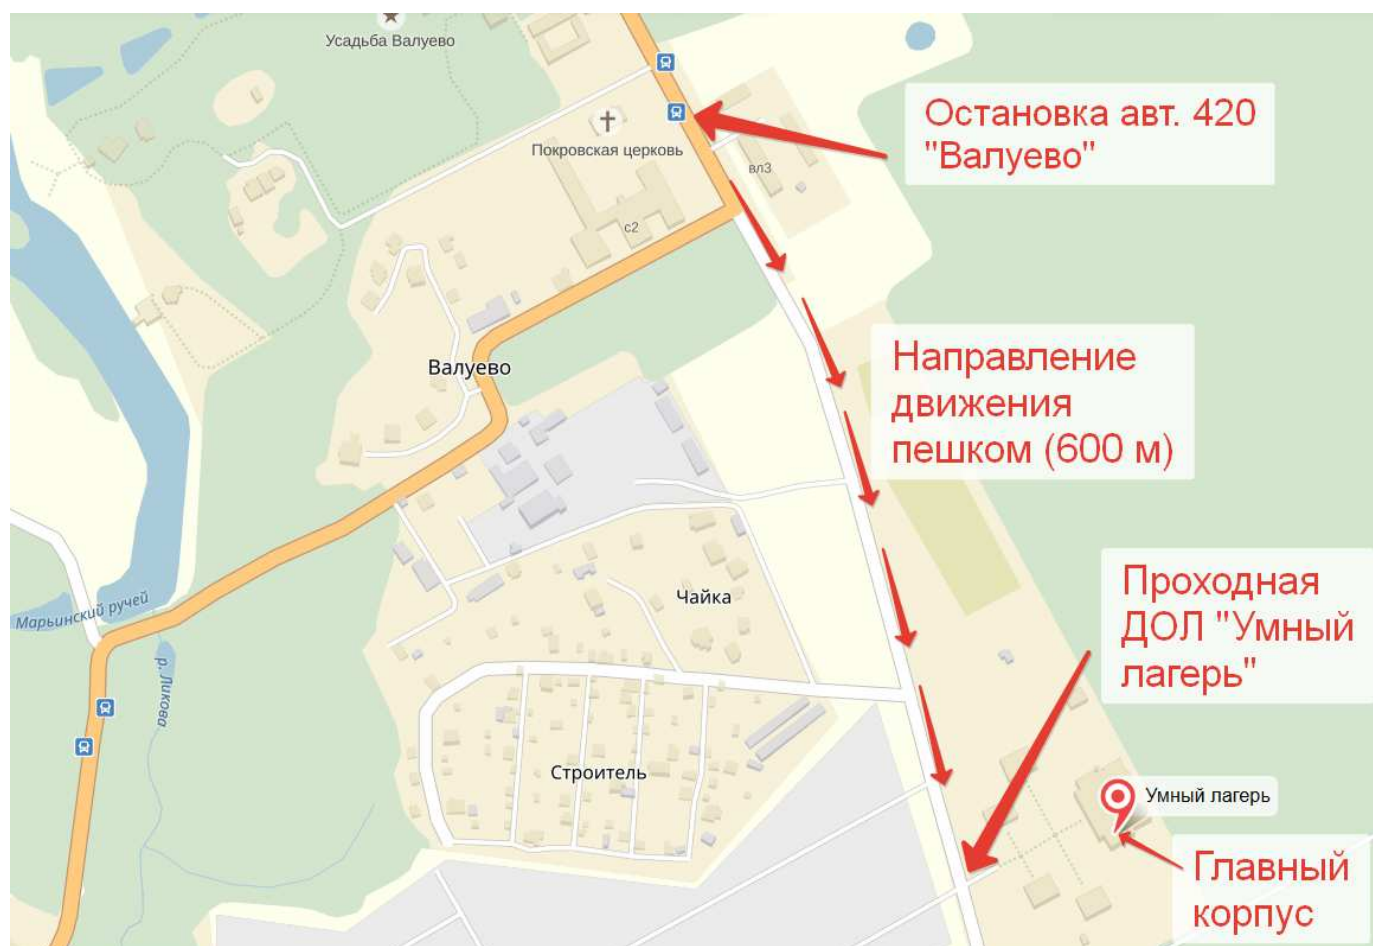 Усадьба Валуево
Остановка авт. 420
"Валуево"
Покровская церковь
вл3
с2
Направление
движения
пешком (600 м)
Валуево
Проходная
ДОЛ "Умный
лагерь"
Чайка
Марьинский ручей
р. Ликова
Строитель
Умный лагерь
Главный
корпус